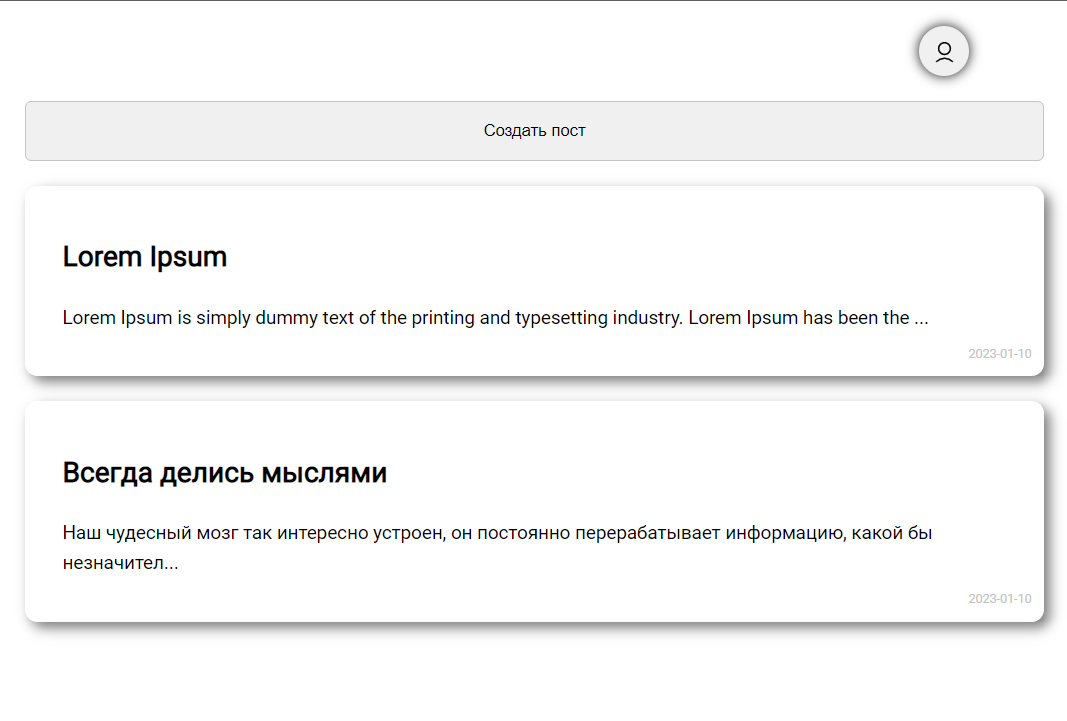 Создать пост
Lorem Ipsum
Lorem Ipsum is simply dummy text of the printing and typesetting industry. Lorem Ipsum has been the ...
2023-01-10
Всегда делись мыслями
Наш чудесный мозг так интересно устроен, он постоянно перерабатывает информацию, какой бы
незначител...
2023-01-10